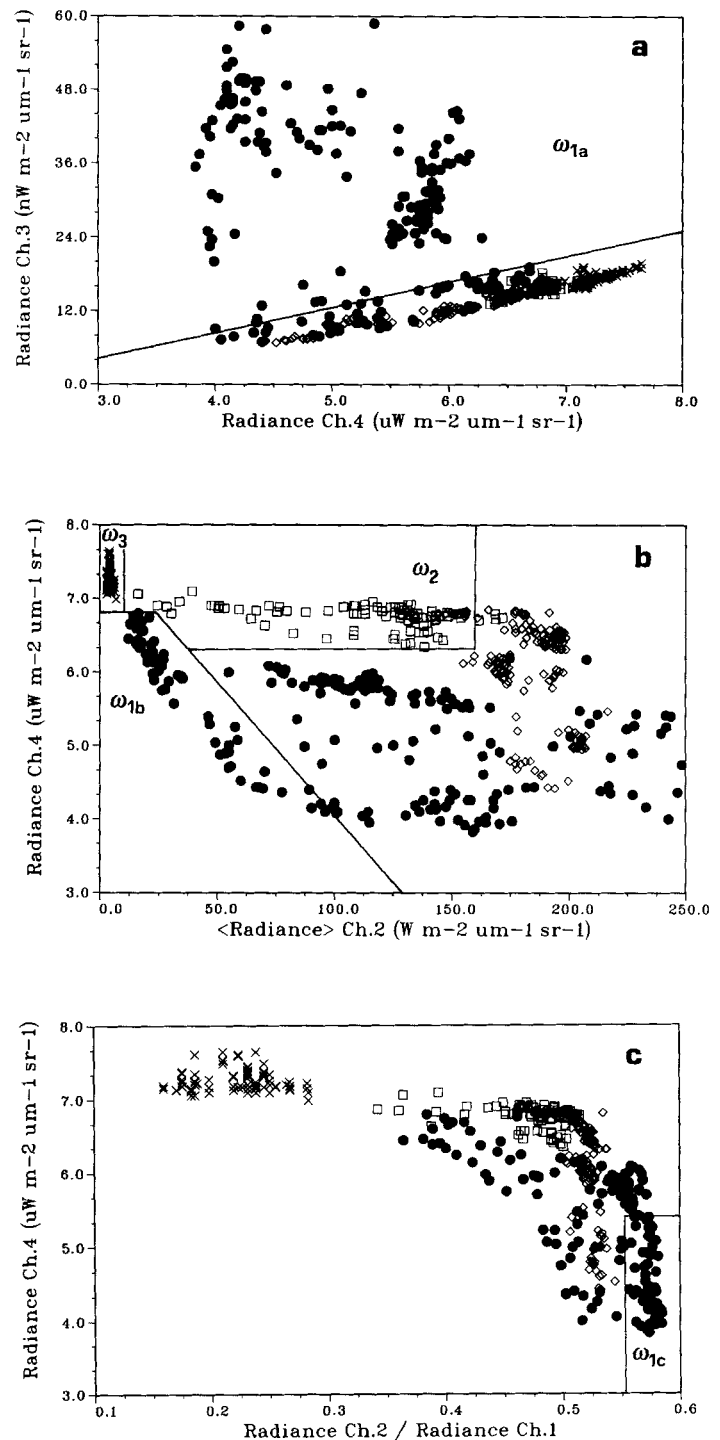 60.0
48.0
36.0
24.0
12.0
0.0
Radiance Ch.3 (nW m-2 um-1 sr-1)
a
ω1a
3.0 4.0 5.0 6.0 7.0 8.0
Radiance Ch.4 (uW m-2 um-1 sr-1)
8.0
7.0
6.0
5.0
4.0
3.0
Radiance Ch.4 (uW m-2 um-1 sr-1)
ω3
ω2
b
ω1b
0.0 50.0 100.0 150.0 200.0 250.0
<Radiance> Ch.2 (W m-2 um-1 sr-1)
8.0
7.0
6.0
5.0
4.0
3.0
Radiance Ch.4 (uW m-2 um-1 sr-1)
c
ω1c
0.1 0.2 0.3 0.4 0.5 0.6
Radiance Ch.2 / Radiance Ch.1